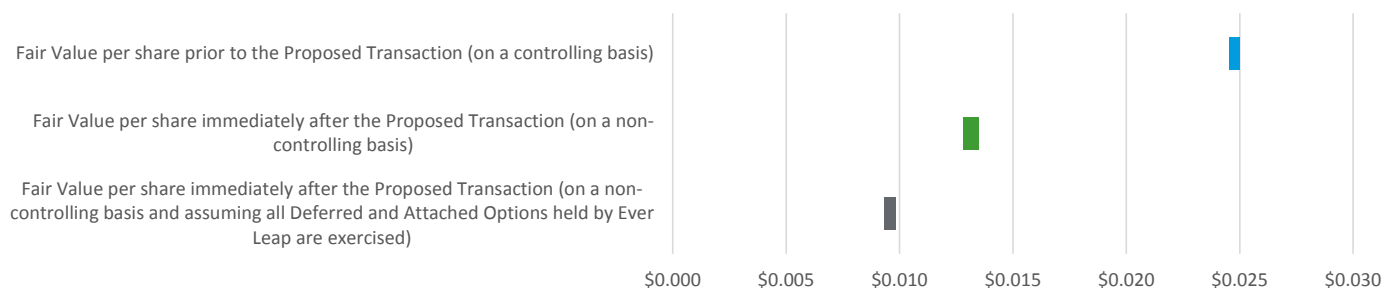 Fair Value per share prior to the Proposed Transaction (on a controlling basis)
Fair Value per share immediately after the Proposed Transaction (on a non-
controlling basis)
Fair Value per share immediately after the Proposed Transaction (on a non-
controlling basis and assuming all Deferred and Attached Options held by Ever
Leap are exercised)
$0.000 $0.005 $0.010 $0.015 $0.020 $0.025 $0.030